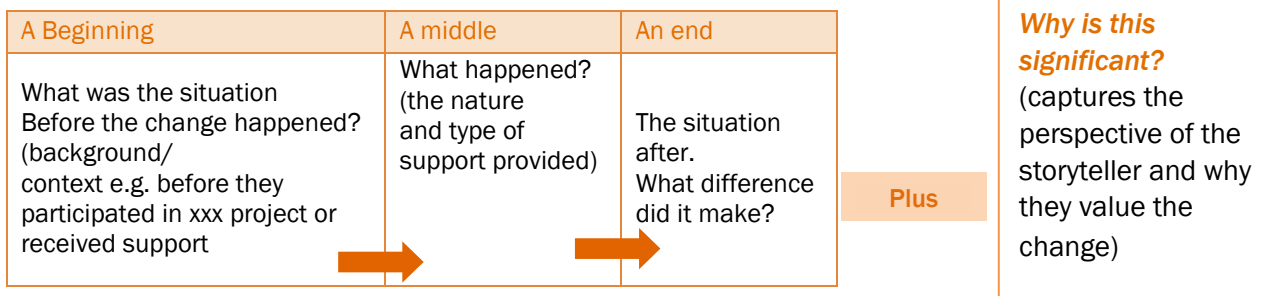 A Beginning
What was the situation
Before the change happened?
(background/
context e.g. before they
participated in xxx project or
received support
A middle
What happened?
(the nature
and type of
support provided)
An end
The situation
after.
What difference
did it make?
Plus
Why is this
significant?
(captures the
perspective of the
storyteller and why
they value the
change)